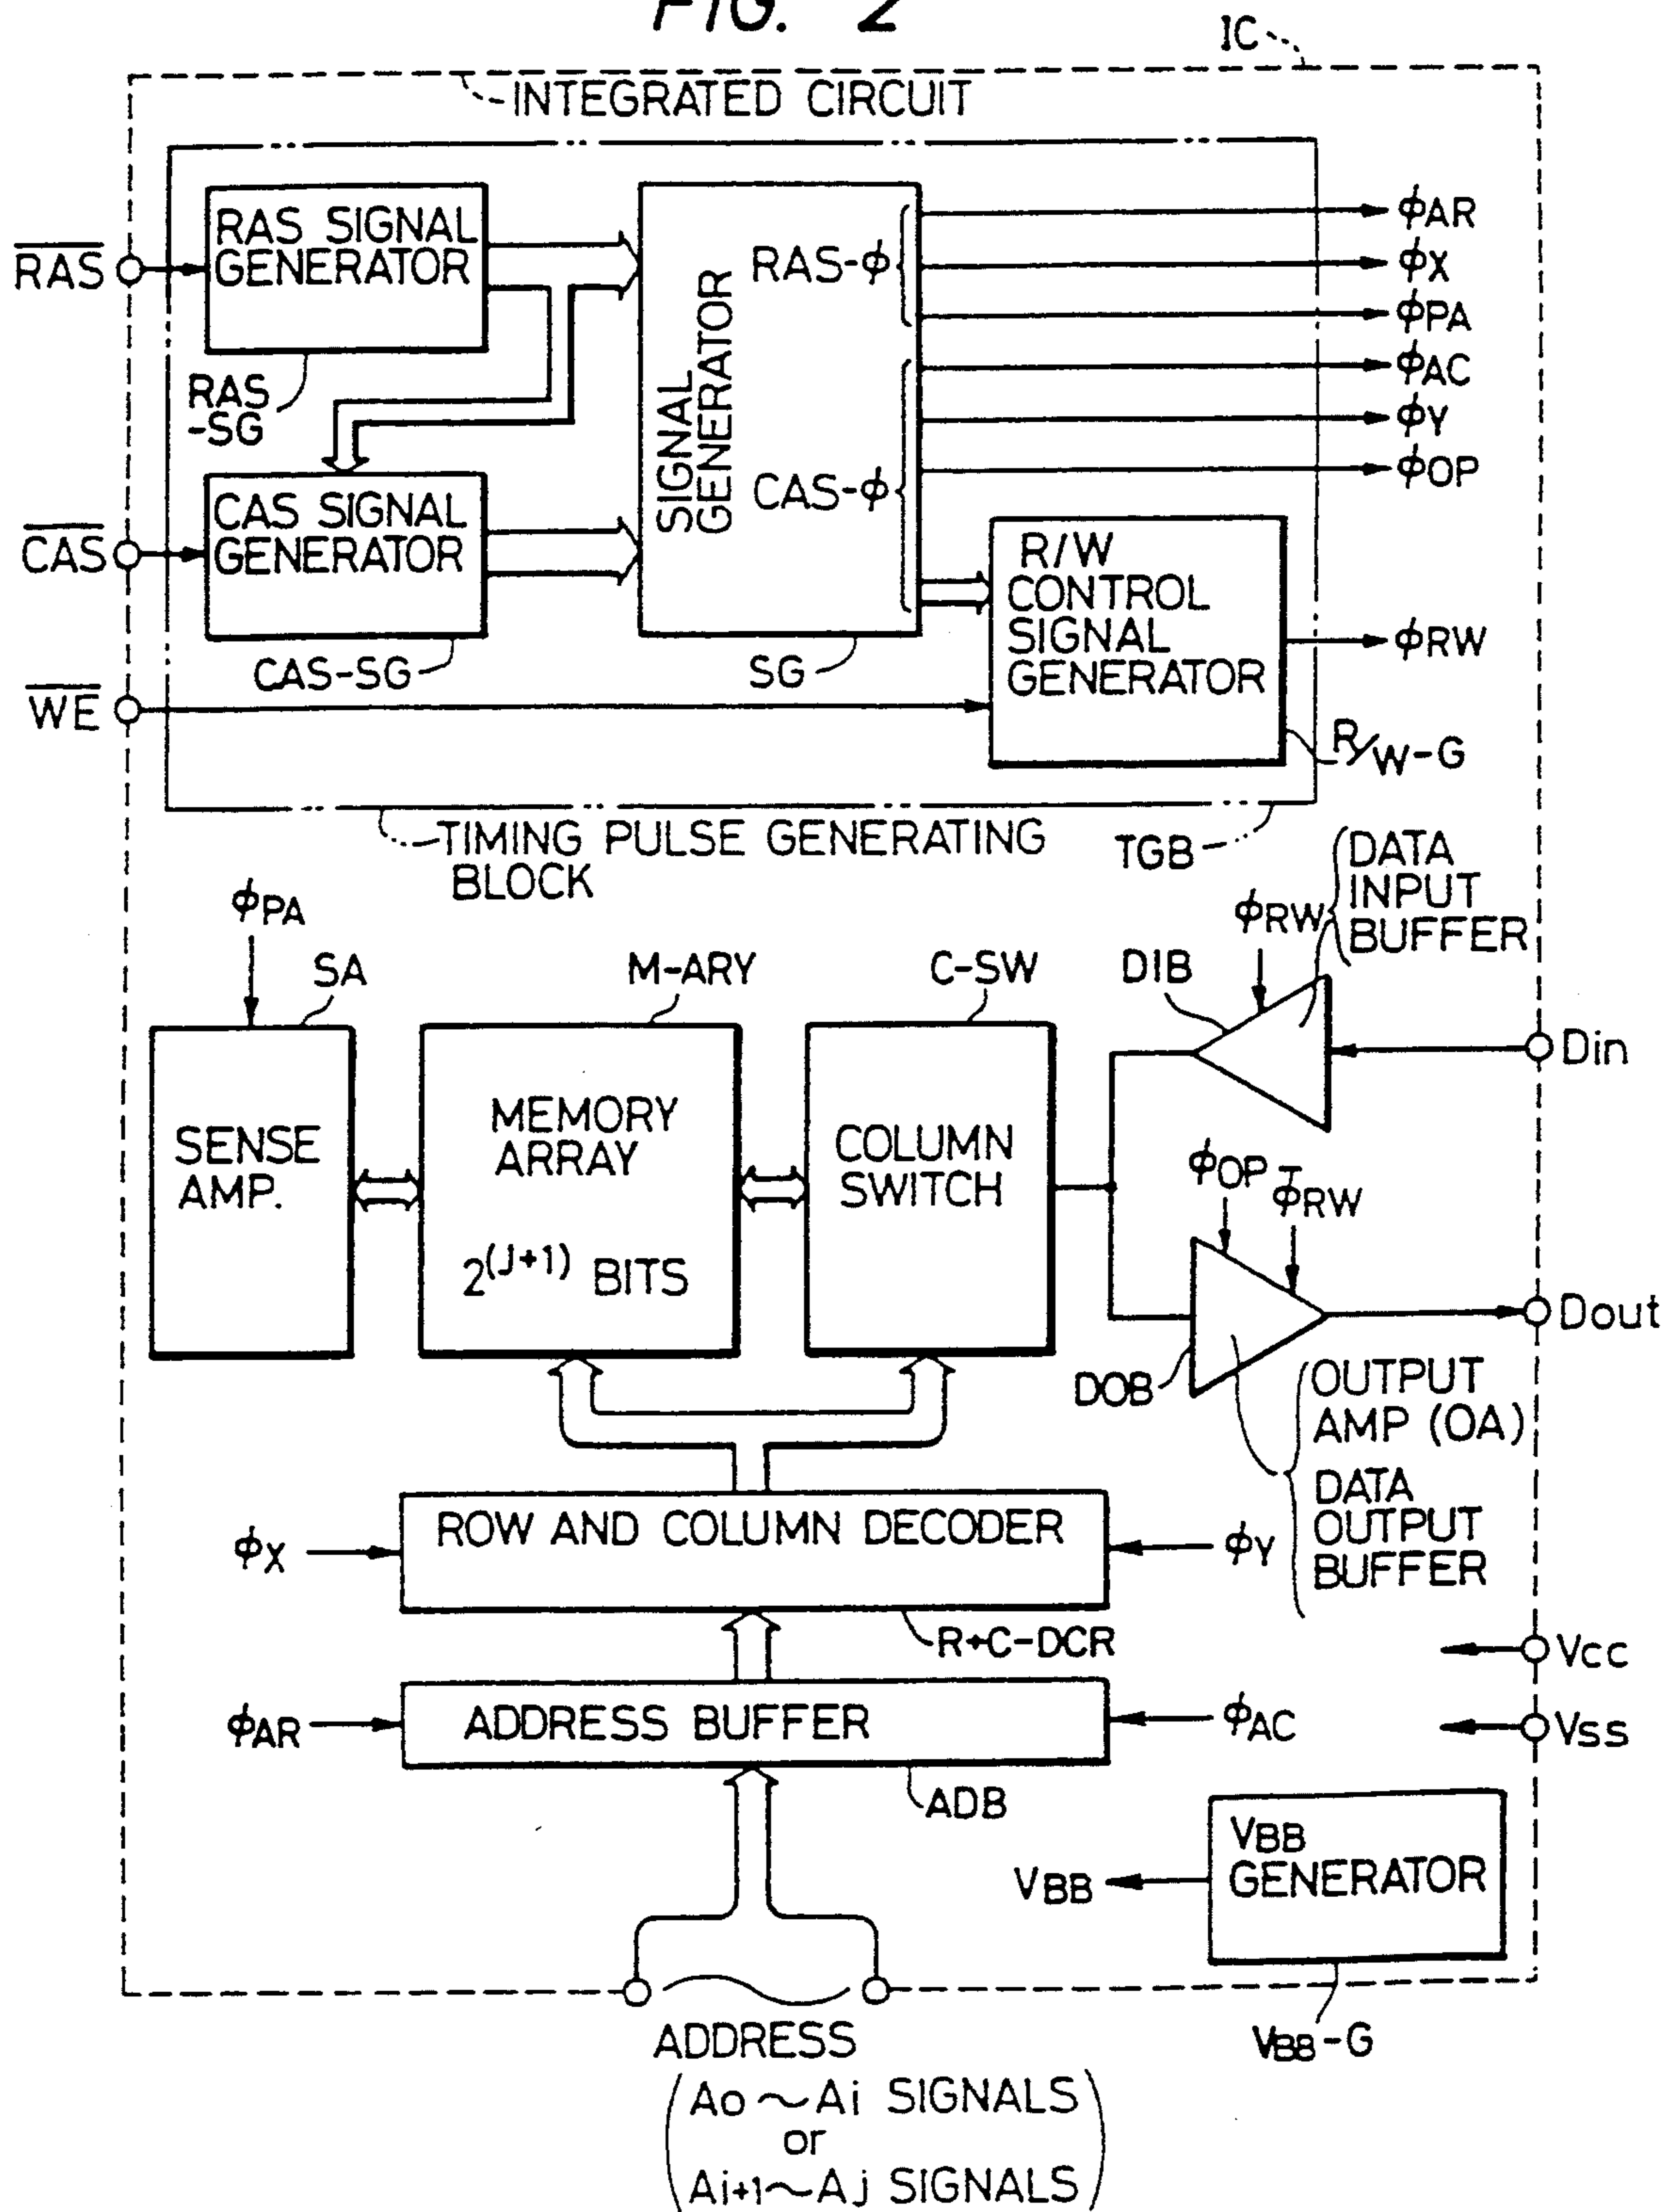 FIG. 2
IC
INTEGRATED CIRCUIT
RAS SIGNAL
GENERATOR
RAS
RAS
-SG
SIGNAL
GENERATOR
RAS-ϕ
CAS-ϕ
ϕAR
ϕX
ϕPA
ϕAC
ϕY
ϕOP
CAS SIGNAL
GENERATOR
CAS
CAS-SG
SG
R/W
CONTROL
SIGNAL
GENERATOR
ϕRW
WE
R/W-G
TIMING PULSE GENERATING
BLOCK
TGB
DATA
INPUT
BUFFER
ϕPA
SA
M-ARY
C-SW
DIB
ϕRW
Din
SENSE
AMP.
MEMORY
ARRAY
2(J+1) BITS
COLUMN
SWITCH
ϕOP
ϕRW
Dout
DOB
OUTPUT
AMP (OA)
DATA
OUTPUT
BUFFER
ϕX
ROW AND COLUMN DECODER
ϕY
R+C-DCR
Vcc
ϕAR
ADDRESS BUFFER
ϕAC
Vss
ADB
VBB
VBB
GENERATOR
VBB-G
ADDRESS
(Ao~Ai SIGNALS
or
Ai+1~Aj SIGNALS)